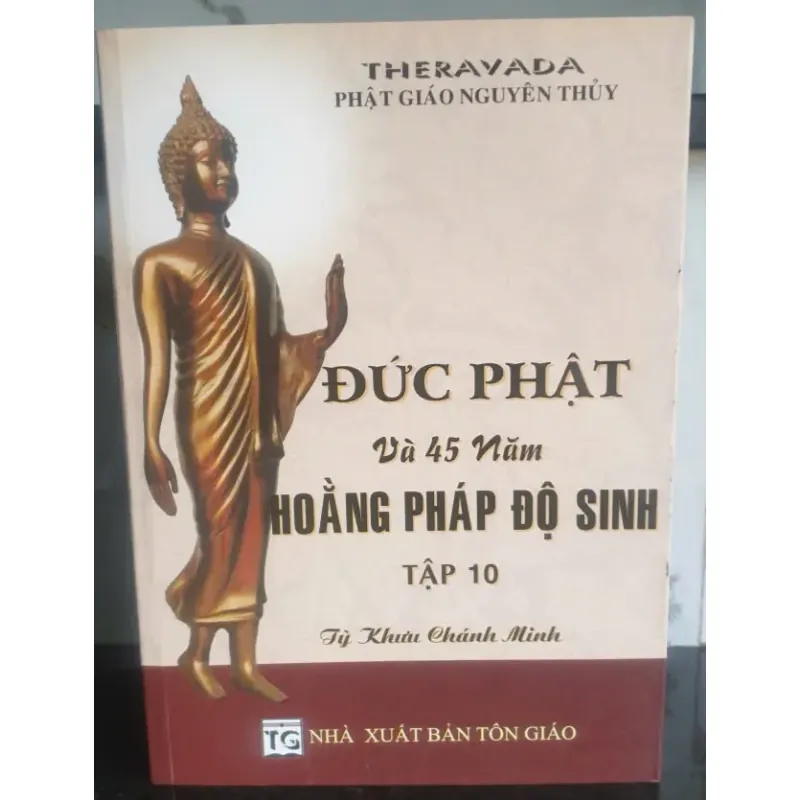 THERAVADA
PHẬT GIÁO NGUYÊN THỦY
ĐỨC PHẬT
Và 45 Năm
HOẰNG PHÁP ĐỘ SINH
TẬP 10
Tỳ Khưu Chánh Minh
TG NHÀ XUẤT BẢN TÔN GIÁO